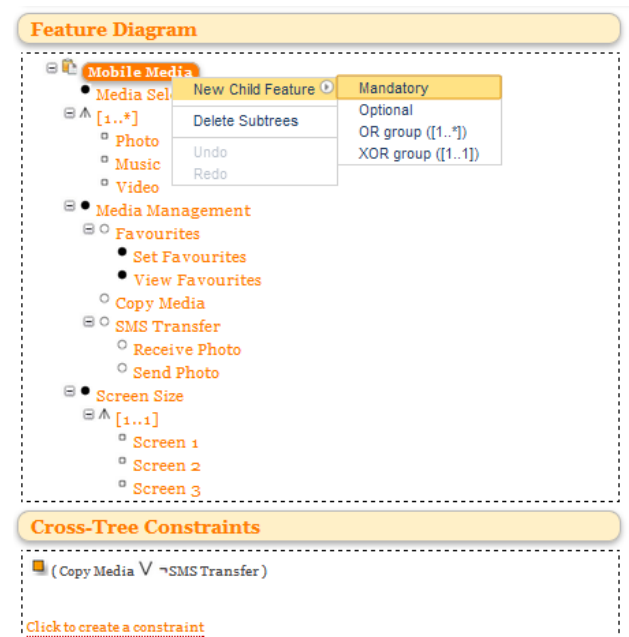 Feature Diagram
Mobile Media
Media Sel
[1..*]
Photo
Music
Video
Media Management
Favourites
Set Favourites
View Favourites
Copy Media
SMS Transfer
Receive Photo
Send Photo
Screen Size
[1..1]
Screen 1
Screen 2
Screen 3
New Child Feature
Delete Subtrees
Undo
Redo
Mandatory
Optional
OR group ([1..*])
XOR group ([1..1])
Cross-Tree Constraints
( Copy Media V ¬SMS Transfer )
Click to create a constraint